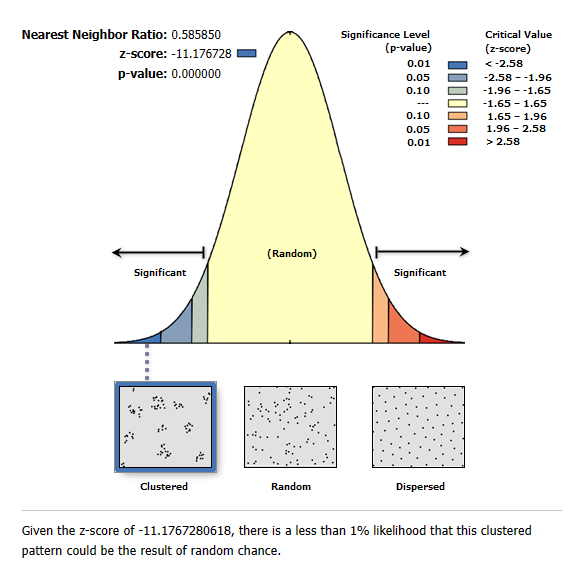 Nearest Neighbor Ratio: 0.585850
z-score: -11.176728
p-value: 0.000000
Significance Level
(p-value)
Critical Value
(z-score)
0.01 < -2.58
0.05 -2.58 – -1.96
0.10 -1.96 – -1.65
--- -1.65 – 1.65
0.10 1.65 – 1.96
0.05 1.96 – 2.58
0.01 > 2.58
(Random)
Significant
Significant
Clustered
Random
Dispersed
Given the z-score of -11.1767280618, there is a less than 1% likelihood that this clustered
pattern could be the result of random chance.